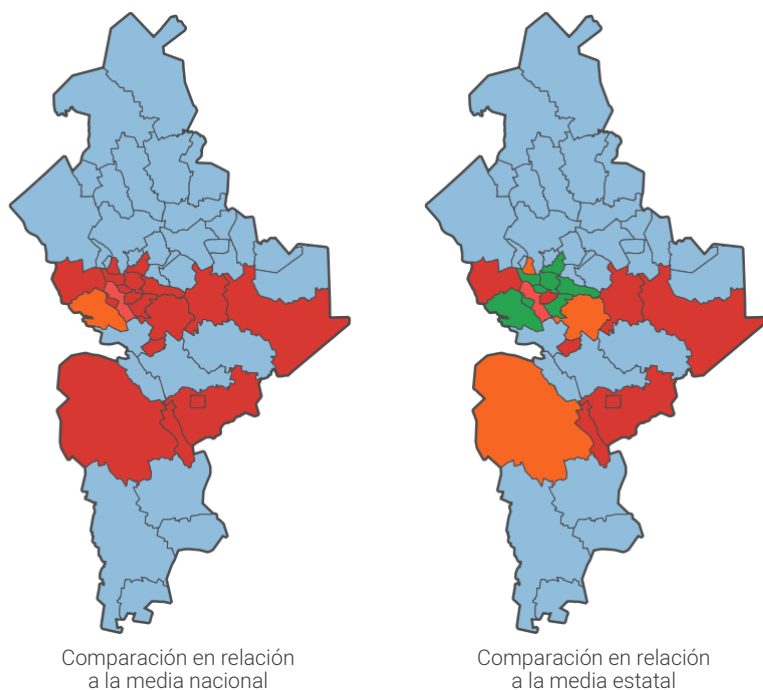 Comparación en relación
a la media nacional
Comparación en relación
a la media estatal